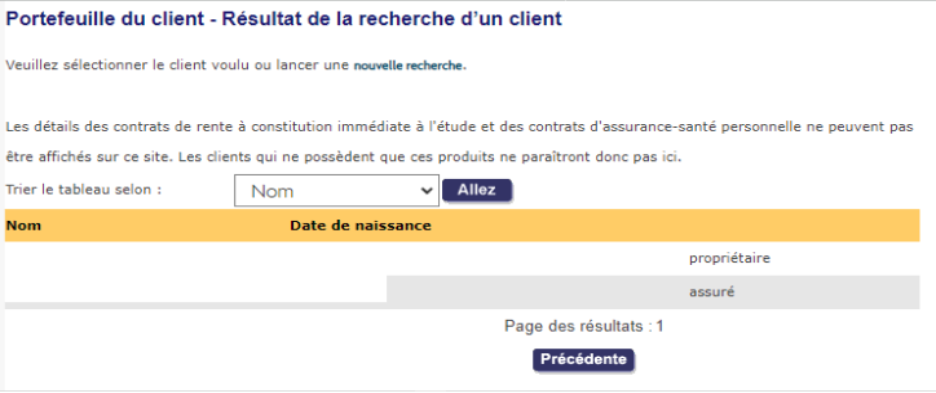 Portefeuille du client - Résultat de la recherche d'un client
Veuillez sélectionner le client voulu ou lancer une nouvelle recherche.
Les détails des contrats de rente à constitution immédiate à l'étude et des contrats d'assurance-santé personnelle ne peuvent pas
être affichés sur ce site. Les clients qui ne possèdent que ces produits ne paraîtront donc pas ici.
Trier le tableau selon : Nom Allez
Nom Date de naissance
propriétaire
assuré
Page des résultats : 1
Précédente